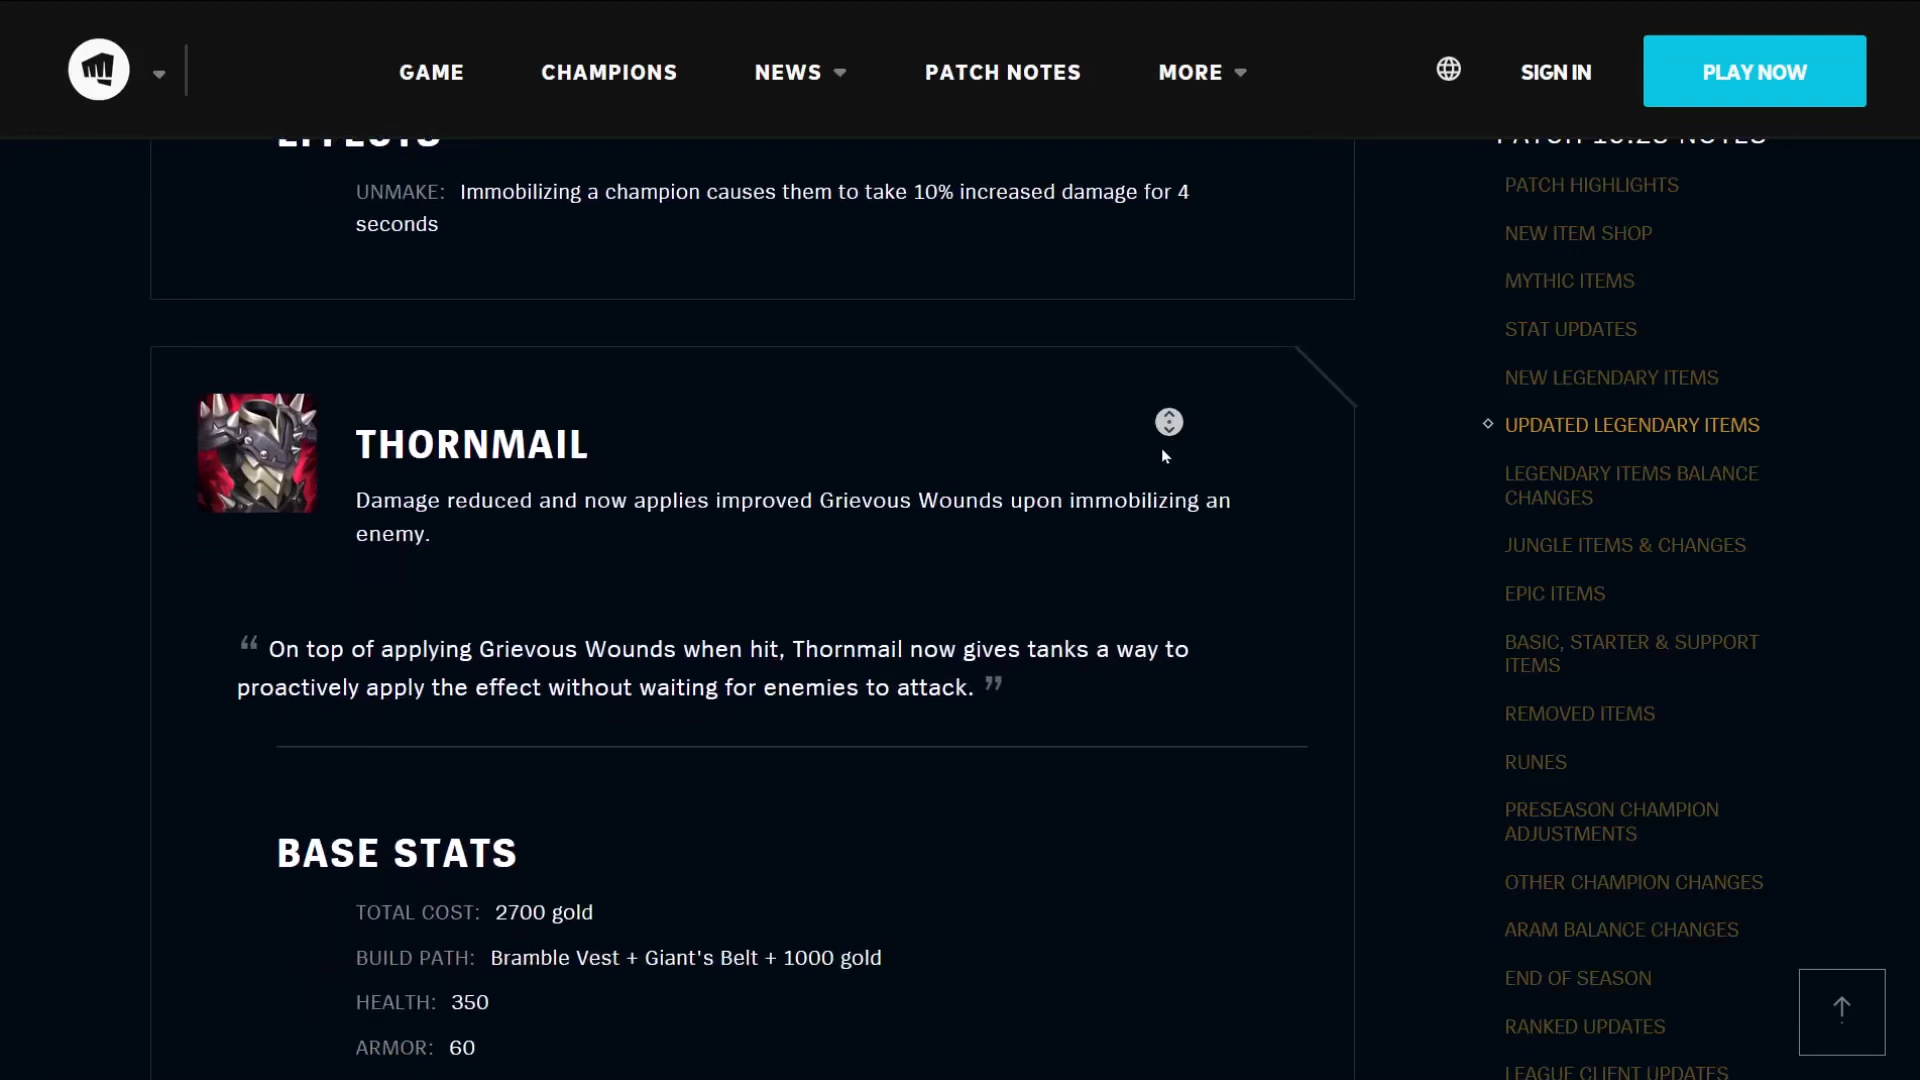 GAME
CHAMPIONS
NEWS
PATCH NOTES
MORE
SIGN IN
PLAY NOW
EFFECTS
UNMAKE: Immobilizing a champion causes them to take 10% increased damage for 4
seconds
THORNMAIL
Damage reduced and now applies improved Grievous Wounds upon immobilizing an
enemy.
“ On top of applying Grievous Wounds when hit, Thornmail now gives tanks a way to
proactively apply the effect without waiting for enemies to attack. ”
BASE STATS
TOTAL COST: 2700 gold
BUILD PATH: Bramble Vest + Giant's Belt + 1000 gold
HEALTH: 350
ARMOR: 60
PATCH 10.23 NOTES
PATCH HIGHLIGHTS
NEW ITEM SHOP
MYTHIC ITEMS
STAT UPDATES
NEW LEGENDARY ITEMS
UPDATED LEGENDARY ITEMS
LEGENDARY ITEMS BALANCE
CHANGES
JUNGLE ITEMS & CHANGES
EPIC ITEMS
BASIC, STARTER & SUPPORT
ITEMS
REMOVED ITEMS
RUNES
PRESEASON CHAMPION
ADJUSTMENTS
OTHER CHAMPION CHANGES
ARAM BALANCE CHANGES
END OF SEASON
RANKED UPDATES
LEAGUE CLIENT UPDATES